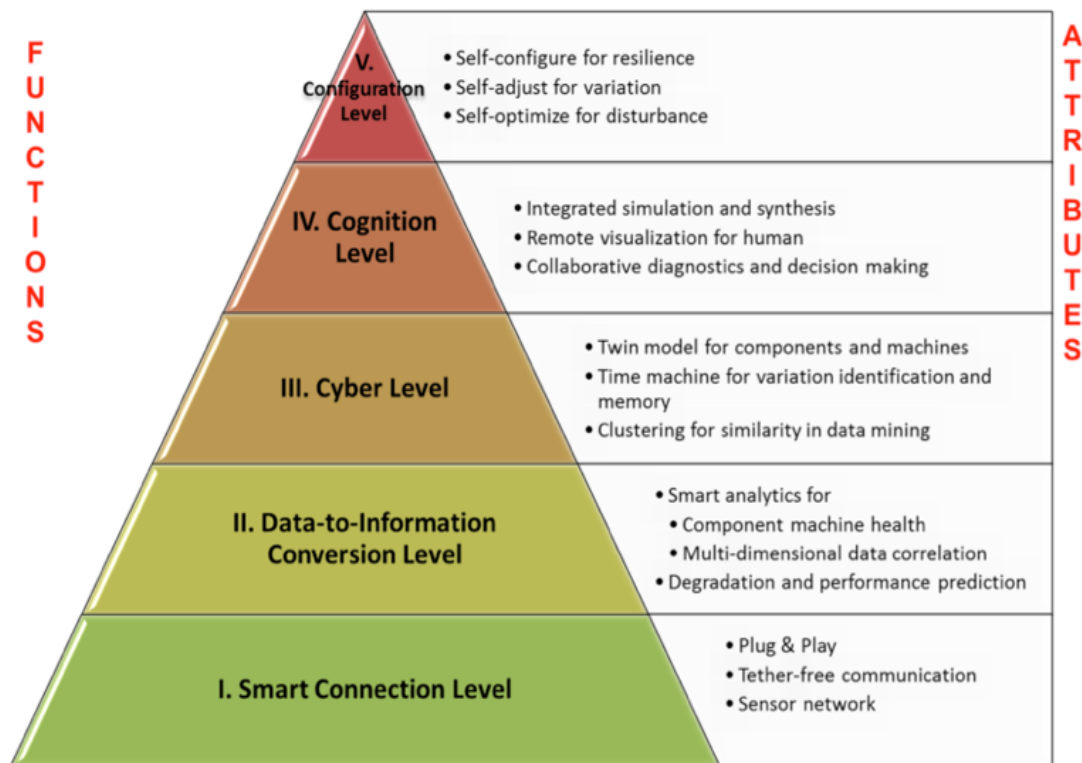 FUNCTIONS
ATTRIBUTES
V.
Configuration
Level
• Self-configure for resilience
• Self-adjust for variation
• Self-optimize for disturbance
IV. Cognition
Level
• Integrated simulation and synthesis
• Remote visualization for human
• Collaborative diagnostics and decision making
III. Cyber Level
• Twin model for components and machines
• Time machine for variation identification and
memory
• Clustering for similarity in data mining
II. Data-to-Information
Conversion Level
• Smart analytics for
• Component machine health
• Multi-dimensional data correlation
• Degradation and performance prediction
I. Smart Connection Level
• Plug & Play
• Tether-free communication
• Sensor network